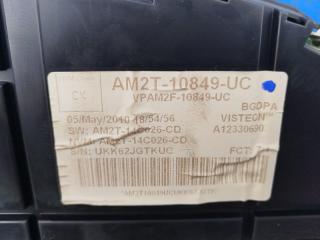 AM2T-10849-UC
VPAM2F-10849-UC
BGDPA
05/May/2010 18/54/56
VISTEON
SW: AM2T-14C026-CD
A12330690
AM2T-14C026-CD
S/N: UKK62JGTKUC
FCT: